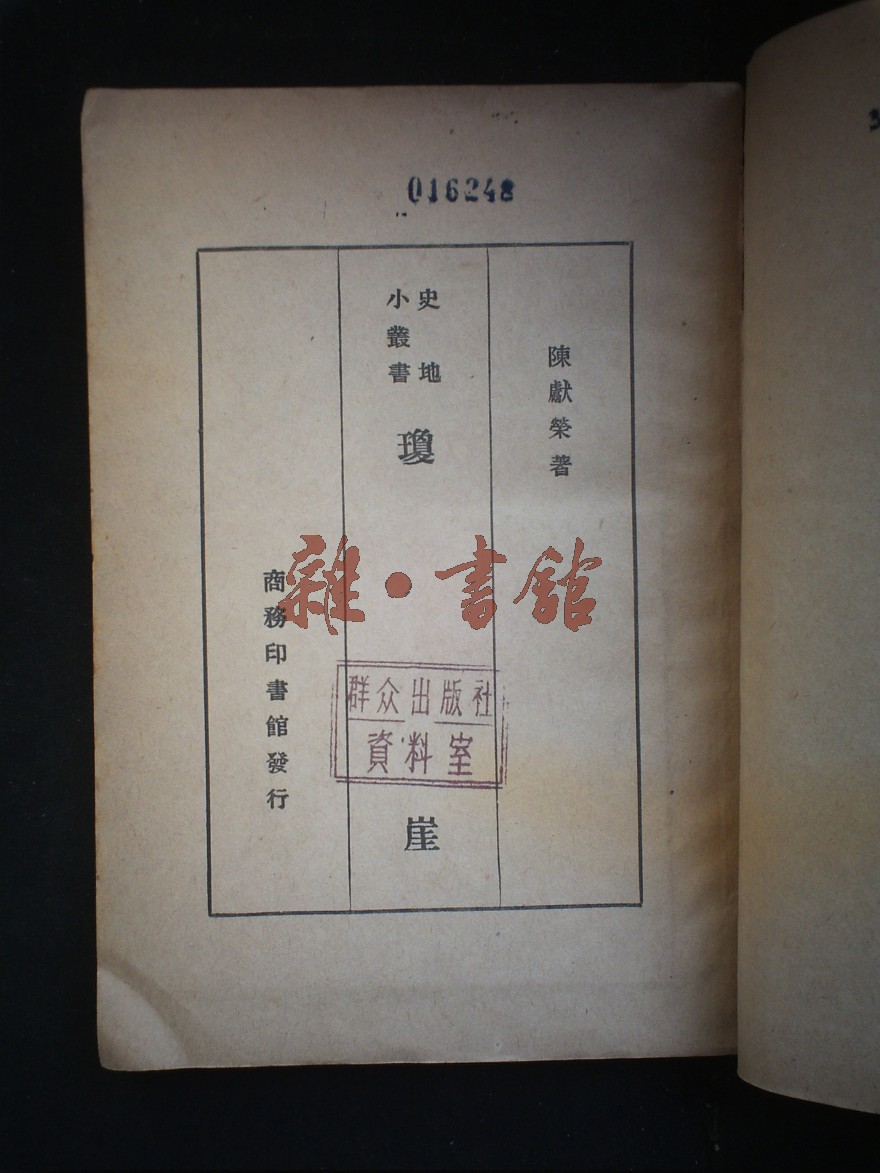 016248
陳獻榮著
史地
小叢書
瓊崖
雜·書館
群众出版社
資料室
商務印書館發行